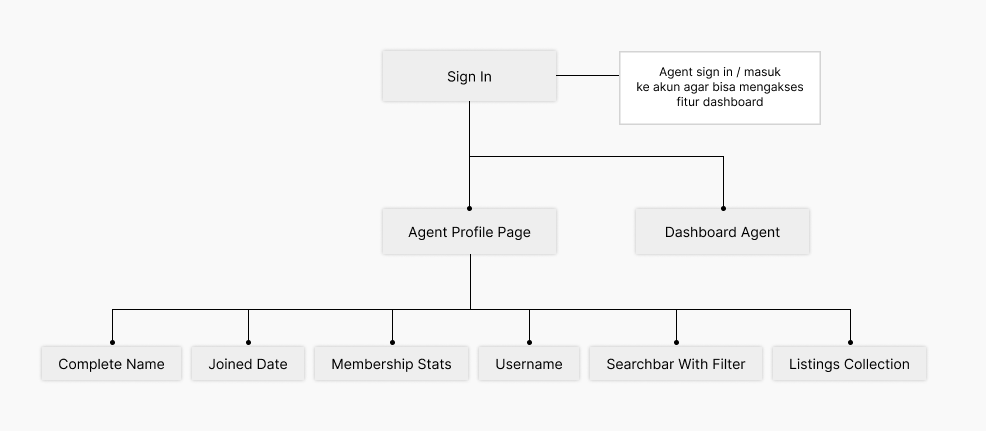 Sign In
Agent sign in / masuk
ke akun agar bisa mengakses
fitur dashboard
Agent Profile Page
Dashboard Agent
Complete Name
Joined Date
Membership Stats
Username
Searchbar With Filter
Listings Collection